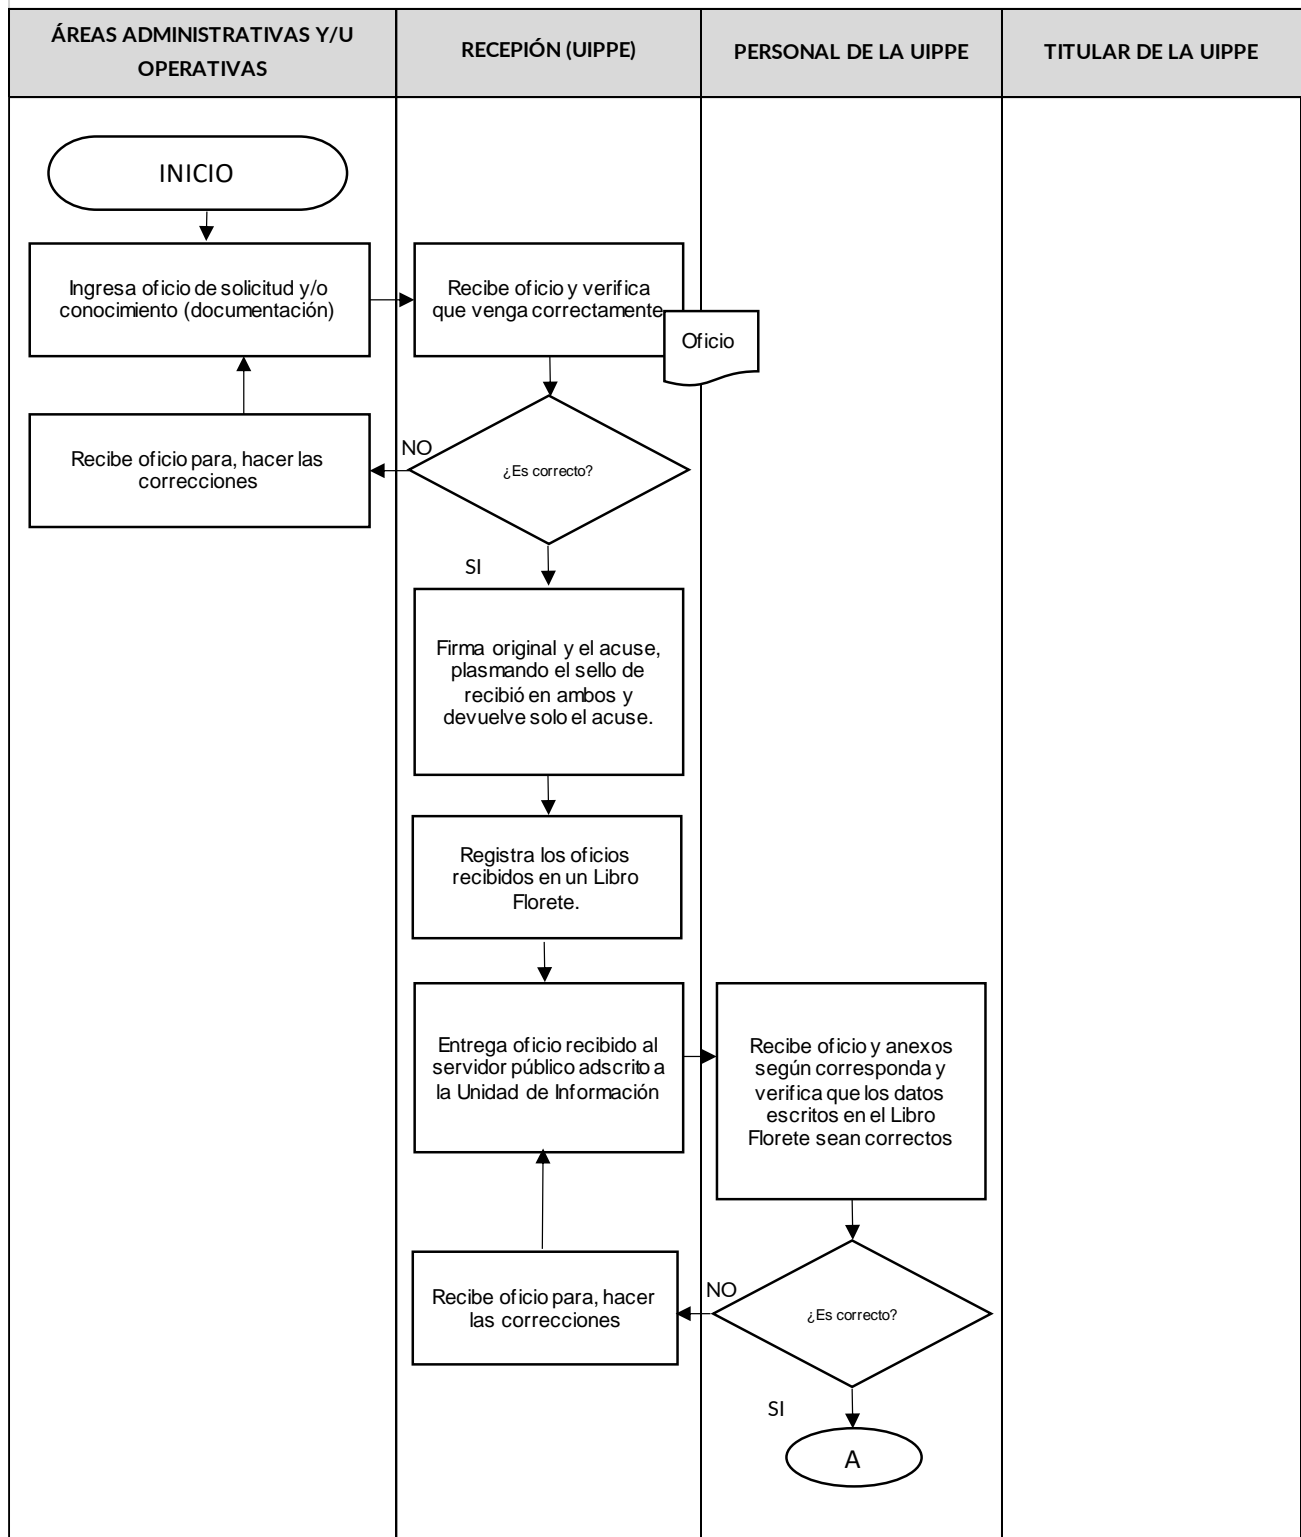 ÁREAS ADMINISTRATIVAS Y/U
OPERATIVAS
RECEPIÓN (UIPPE)
PERSONAL DE LA UIPPE
TITULAR DE LA UIPPE
INICIO
Ingresa oficio de solicitud y/o
conocimiento (documentación)
Recibe oficio y verifica
que venga correctamente
Oficio
Recibe oficio para, hacer las
correcciones
NO
¿Es correcto?
SI
Firma original y el acuse,
plasmando el sello de
recibió en ambos y
devuelve solo el acuse.
Registra los oficios
recibidos en un Libro
Florete.
Entrega oficio recibido al
servidor público adscrito a
la Unidad de Información
Recibe oficio y anexos
según corresponda y
verifica que los datos
escritos en el Libro
Florete sean correctos
Recibe oficio para, hacer
las correcciones
NO
¿Es correcto?
SI
A